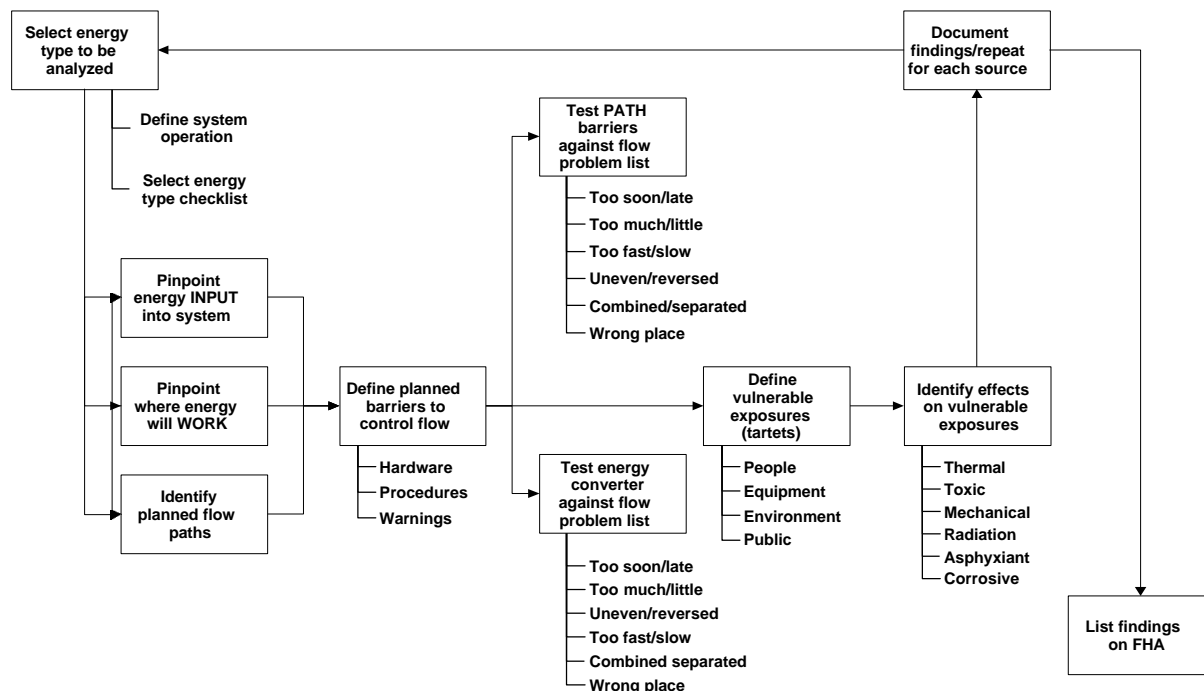 Select energy
type to be
analyzed
Define system
operation
Select energy
type checklist
Pinpoint
energy INPUT
into system
Pinpoint
where energy
will WORK
Identify
planned flow
paths
Define planned
barriers to
control flow
Hardware
Procedures
Warnings
Test PATH
barriers
against flow
problem list
Too soon/late
Too much/little
Too fast/slow
Uneven/reversed
Combined/separated
Wrong place
Test energy
converter
against flow
problem list
Too soon/late
Too much/little
Uneven/reversed
Too fast/slow
Combined separated
Wrong place
Define
vulnerable
exposures
(tartets)
People
Equipment
Environment
Public
Identify effects
on vulnerable
exposures
Thermal
Toxic
Mechanical
Radiation
Asphyxiant
Corrosive
Document
findings/repeat
for each source
List findings
on FHA